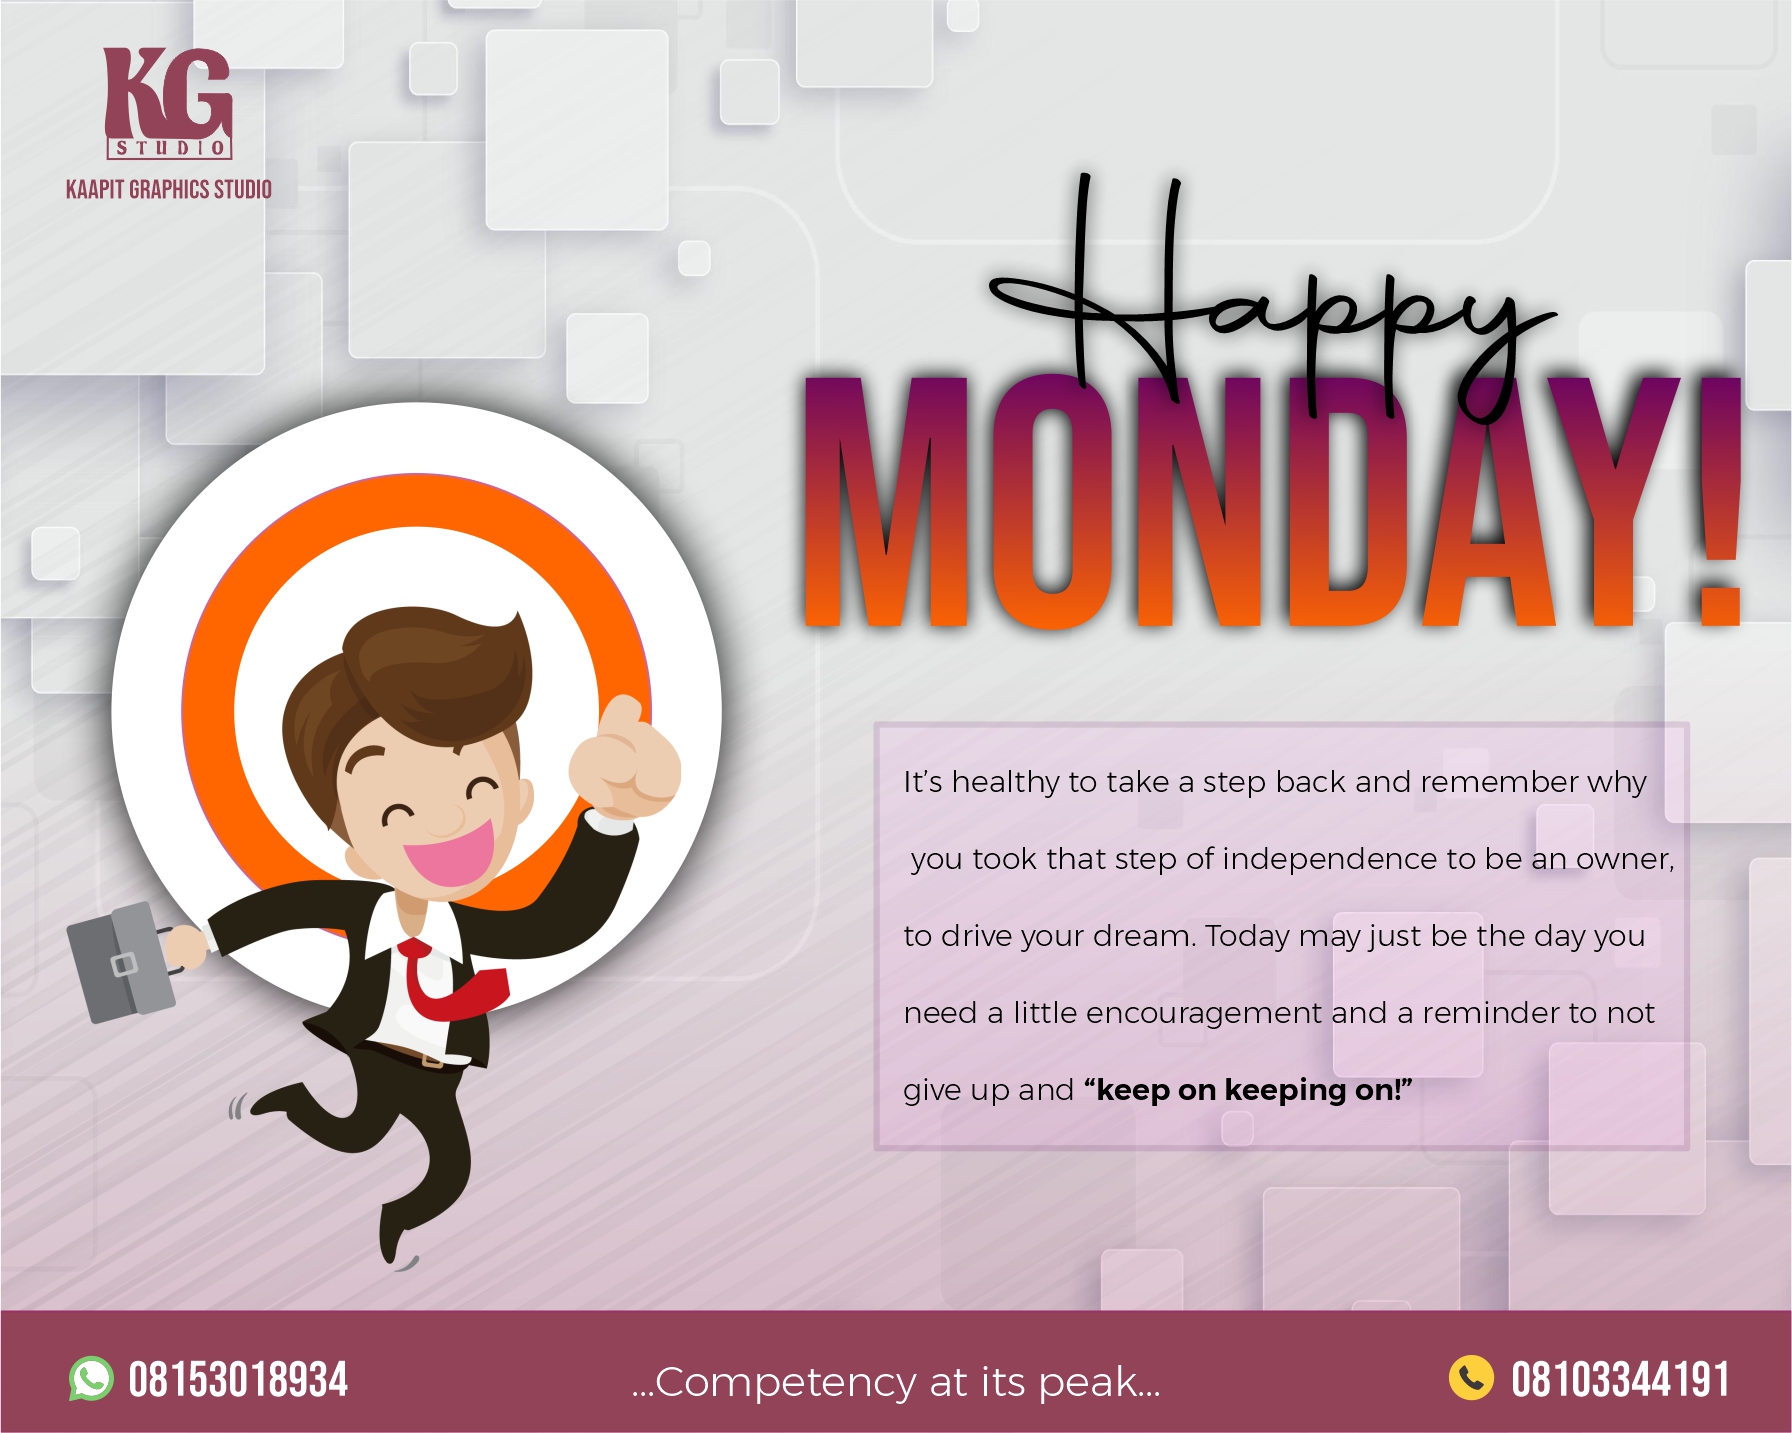 KG
STUDIO
KAAPIT GRAPHICS STUDIO
Happy
MONDAY!
It’s healthy to take a step back and remember why
you took that step of independence to be an owner,
to drive your dream. Today may just be the day you
need a little encouragement and a reminder to not
give up and “keep on keeping on!”
08153018934
...Competency at its peak...
08103344191